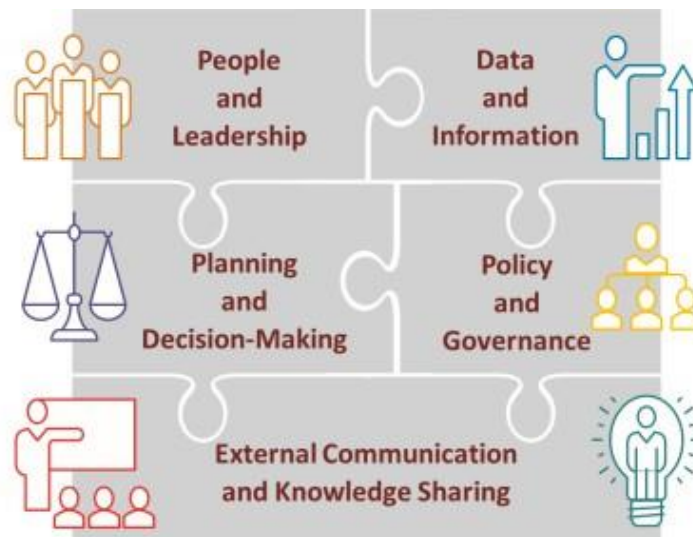 People
and
Leadership
Data
and
Information
Planning
and
Decision-Making
Policy
and
Governance
External Communication
and Knowledge Sharing